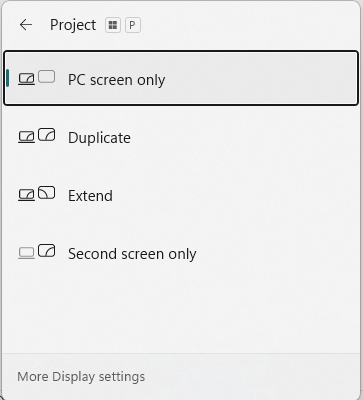 Project P
PC screen only
Duplicate
Extend
Second screen only
More Display settings